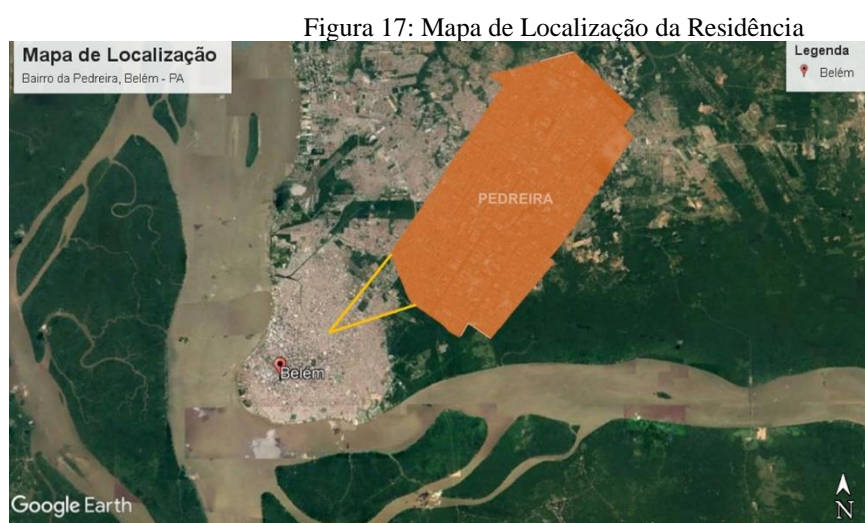 Figura 17: Mapa de Localização da Residência
Mapa de Localização
Bairro da Pedreira, Belém - PA
Legenda
Belém
PEDREIRA
Belém
Google Earth
N